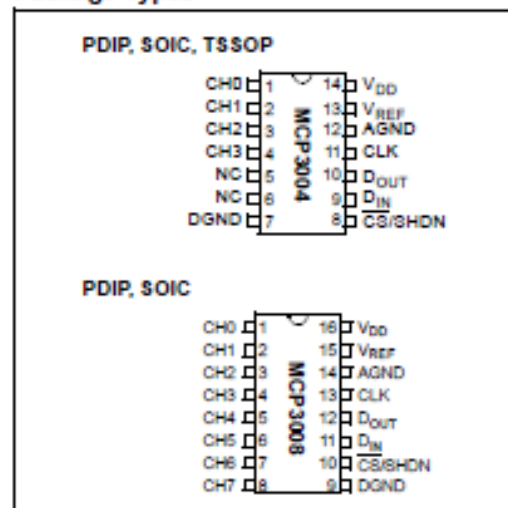 PDIP, SOIC, TSSOP
CH0 1 14 VDD
CH1 2 13 VREF
CH2 3 12 AGND
CH3 4 11 CLK
NC 5 10 DOUT
NC 6 9 DIN
DGND 7 8 CS/SHDN
MCP3004
PDIP, SOIC
CH0 1 16 VDD
CH1 2 15 VREF
CH2 3 14 AGND
CH3 4 13 CLK
CH4 5 12 DOUT
CH5 6 11 DIN
CH6 7 10 CS/SHDN
CH7 8 9 DGND
MCP3008